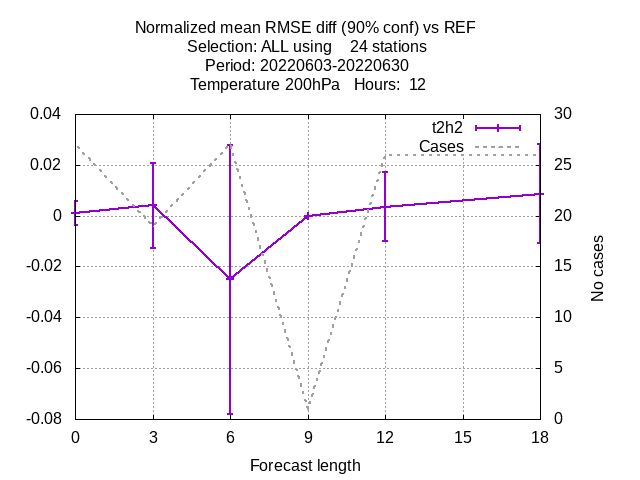 Normalized mean RMSE diff (90% conf) vs REF
Selection: ALL using    24 stations
Period: 20220603-20220630
Temperature 200hPa   Hours:  12
0.04
0.02
0
-0.02
-0.04
-0.06
-0.08
30
25
20
15
10
5
0
t2h2
Cases
No cases
0 3 6 9 12 15 18
Forecast length